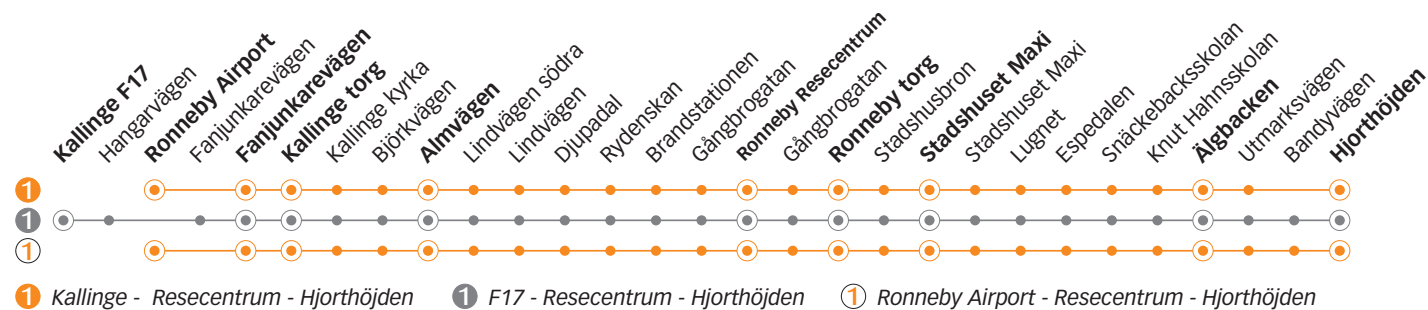 Kallinge F17
Hangarvägen
Ronneby Airport
Fanjunkarevägen
Fanjunkarevägen
Kallinge torg
Kallinge kyrka
Björkvägen
Almvägen
Lindvägen södra
Lindvägen
Djupadal
Rydenskan
Brandstationen
Gångbrogatan
Ronneby Resecentrum
Gångbrogatan
Ronneby torg
Stadshusbron
Stadshuset Maxi
Stadshuset Maxi
Lugnet
Espedalen
Snäckebacksskolan
Knut Hahnsskolan
Älgbacken
Utmarksvägen
Bandyvägen
Hjorthöjden
1
1
1
1 Kallinge - Resecentrum - Hjorthöjden 1 F17 - Resecentrum - Hjorthöjden 1 Ronneby Airport - Resecentrum - Hjorthöjden